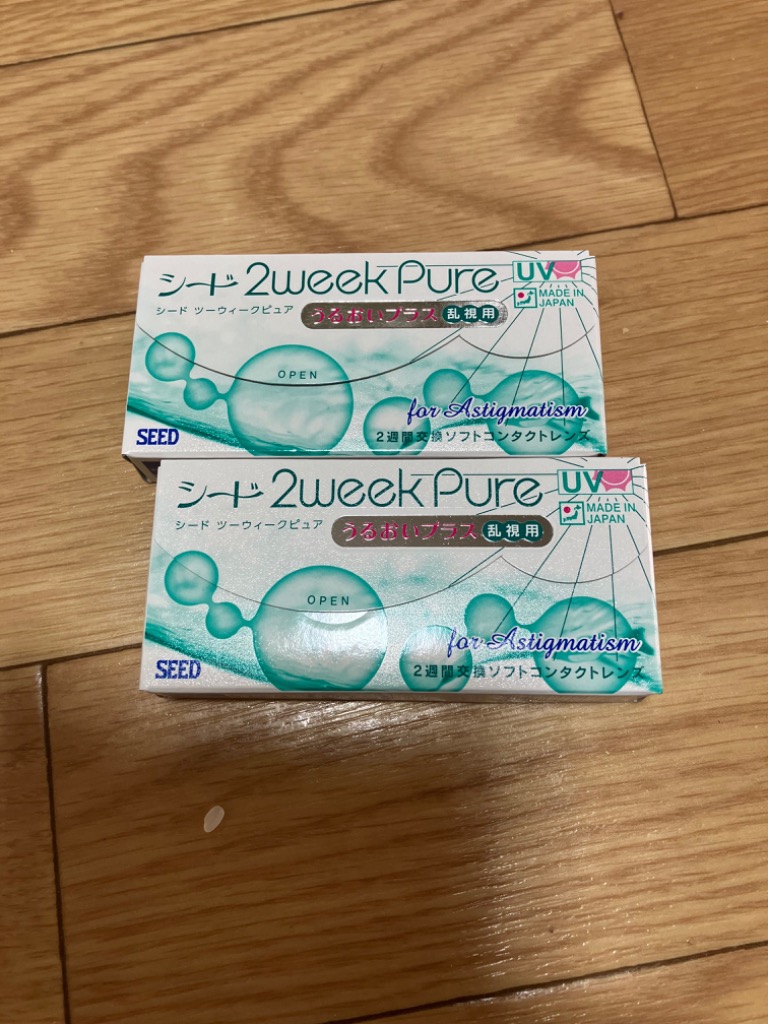 シード 2week Pure
UV
シード ツーウィークピュア
うるおいプラス 乱視用
MADE IN
JAPAN
OPEN
for Astigmatism
SEED
2週間交換ソフトコンタクトレンズ
シード 2week Pure
UV
シード ツーウィークピュア
うるおいプラス 乱視用
MADE IN
JAPAN
OPEN
for Astigmatism
SEED
2週間交換ソフトコンタクトレンズ